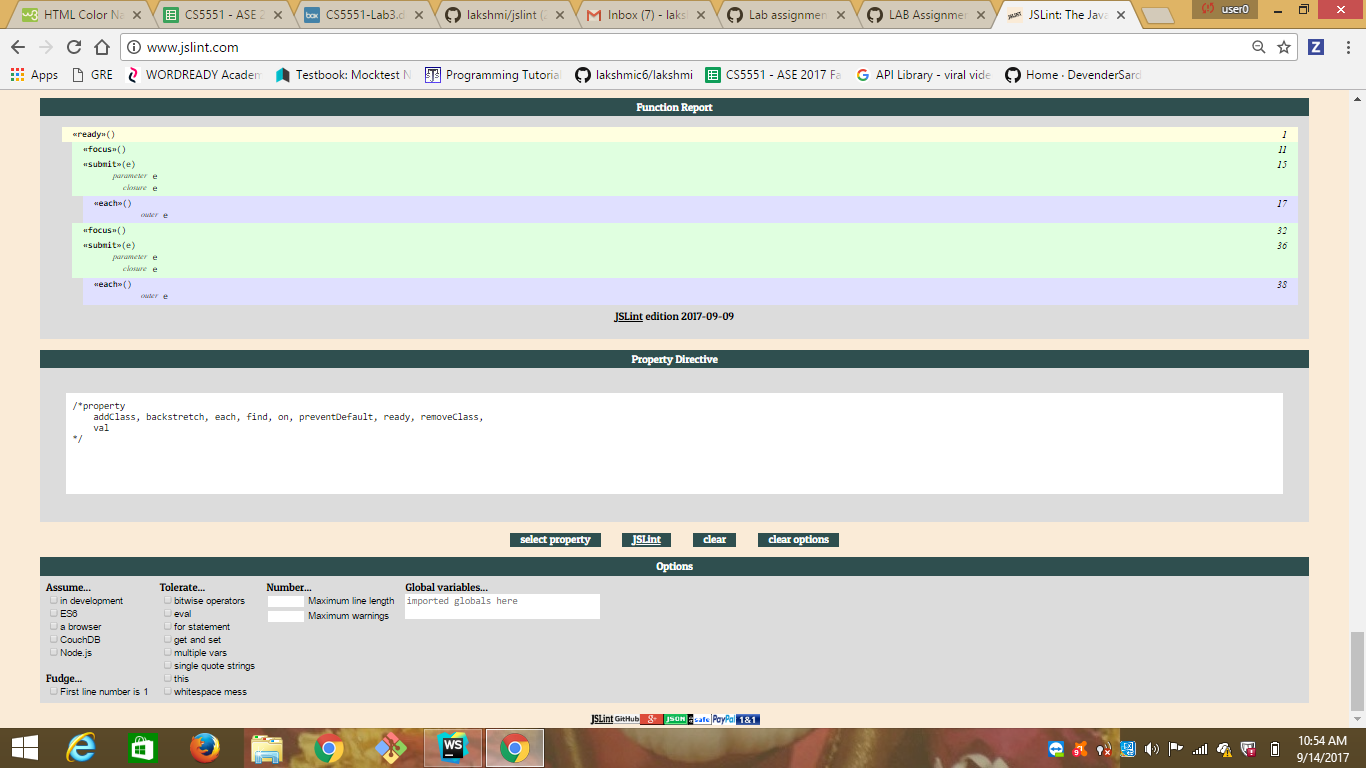 HTML Color Na
CS5551 - ASE 2
CS5551-Lab3.d
lakshmi/jslint (2
Inbox (7) - laks
Lab assignmen
LAB Assignme
JSLint: The Java
user0
www.jslint.com
Apps GRE WORDREADY Academ Testbook: Mocktest N Programming Tutorial lakshmic6/lakshmi CS5551 - ASE 2017 Fa API Library - viral vide Home · DevenderSard
Function Report
«ready»() 1
«focus»() 11
«submit»(e) 15
parameter e
closure e
«each»() 17
outer e
«focus»() 32
«submit»(e) 36
parameter e
closure e
«each»() 38
outer e
JSLint edition 2017-09-09
Property Directive
/*property
addClass, backstretch, each, find, on, preventDefault, ready, removeClass,
val
*/
select property JSLint clear clear options
Options
Assume... Tolerate... Number... Global variables...
in development bitwise operators Maximum line length imported globals here
ES6 eval Maximum warnings
a browser for statement
CouchDB get and set
Node.js multiple vars
single quote strings
Fudge... this
First line number is 1 whitespace mess
JSLint GitHub g+ JSON safe PayPal 1&1
WS
10:54 AM
9/14/2017